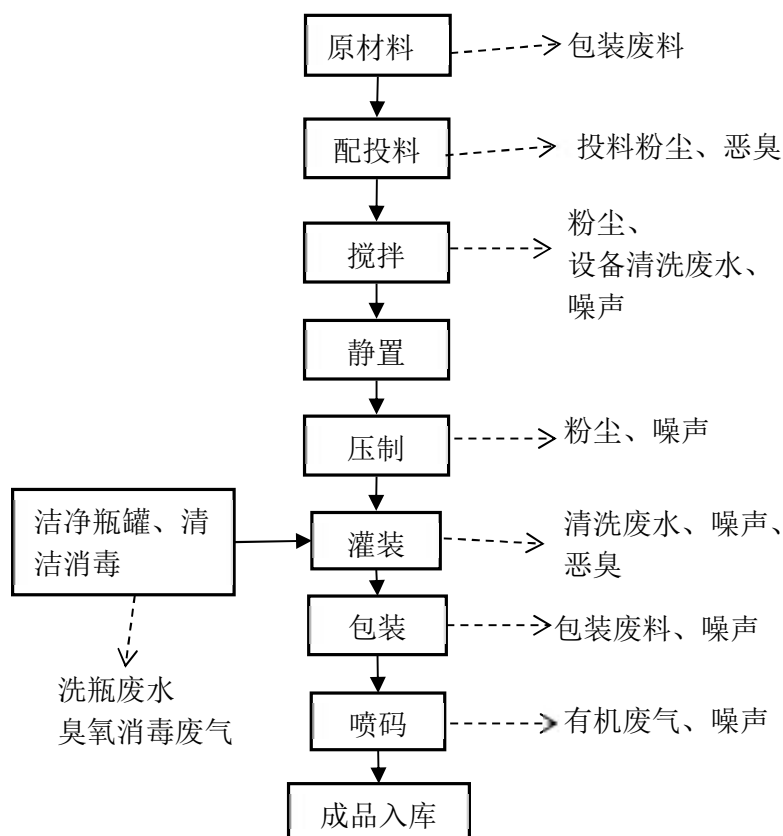 原材料
包装废料
配投料
投料粉尘、恶臭
搅拌
粉尘、
设备清洗废水、
噪声
静置
压制
粉尘、噪声
洁净瓶罐、清
洁消毒
灌装
清洗废水、噪声、
恶臭
包装
包装废料、噪声
洗瓶废水
臭氧消毒废气
喷码
有机废气、噪声
成品入库